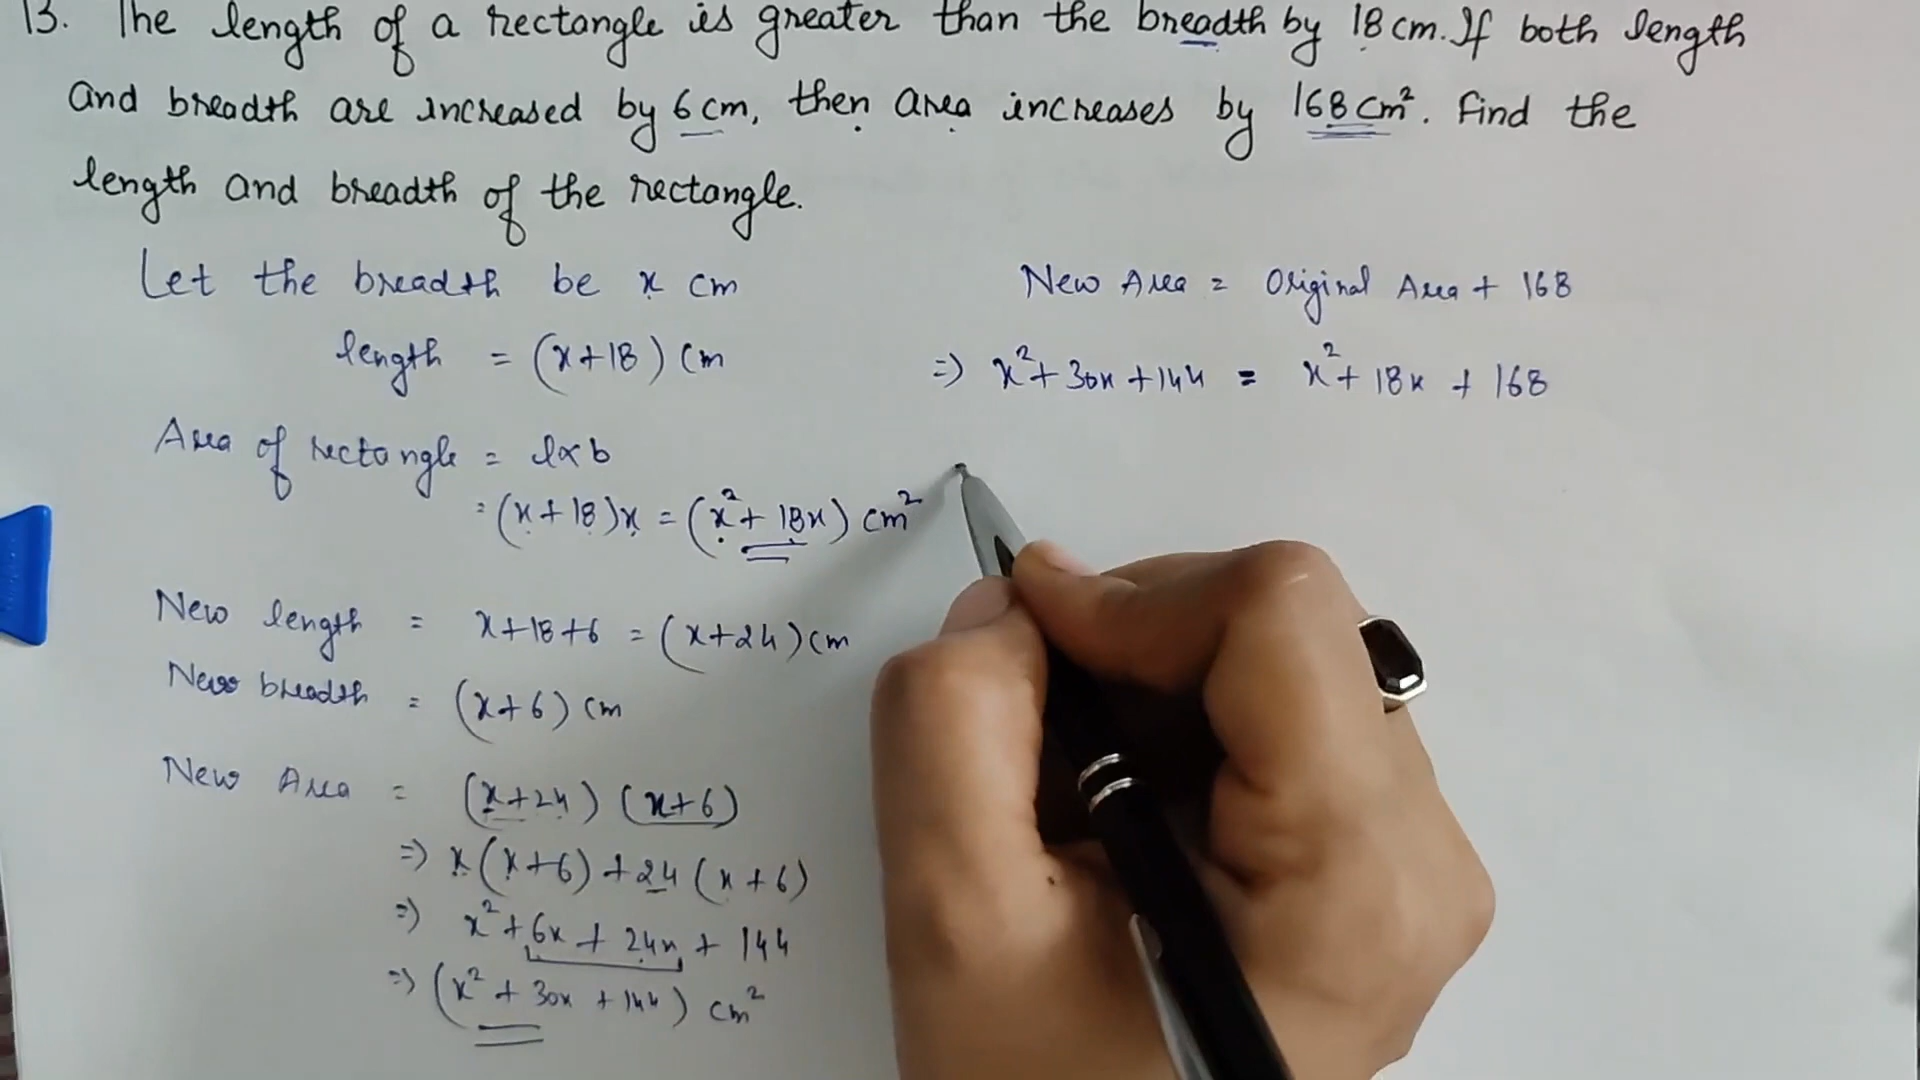 13. The length of a rectangle is greater than the breadth by 18 cm. If both length
and breadth are increased by 6 cm, then area increases by 168 cm². Find the
length and breadth of the rectangle.
Let the breadth be x cm
length = (x+18) cm
Area of rectangle = l×b
= (x+18)x = (x²+18x) cm²
New length = x+18+6 = (x+24) cm
New breadth = (x+6) cm
New Area = (x+24) (x+6)
=> x(x+6) + 24(x+6)
=> x²+6x + 24x + 144
=> (x² + 30x + 144) cm²
New Area = Original Area + 168
=> x²+30x+144 = x²+18x + 168